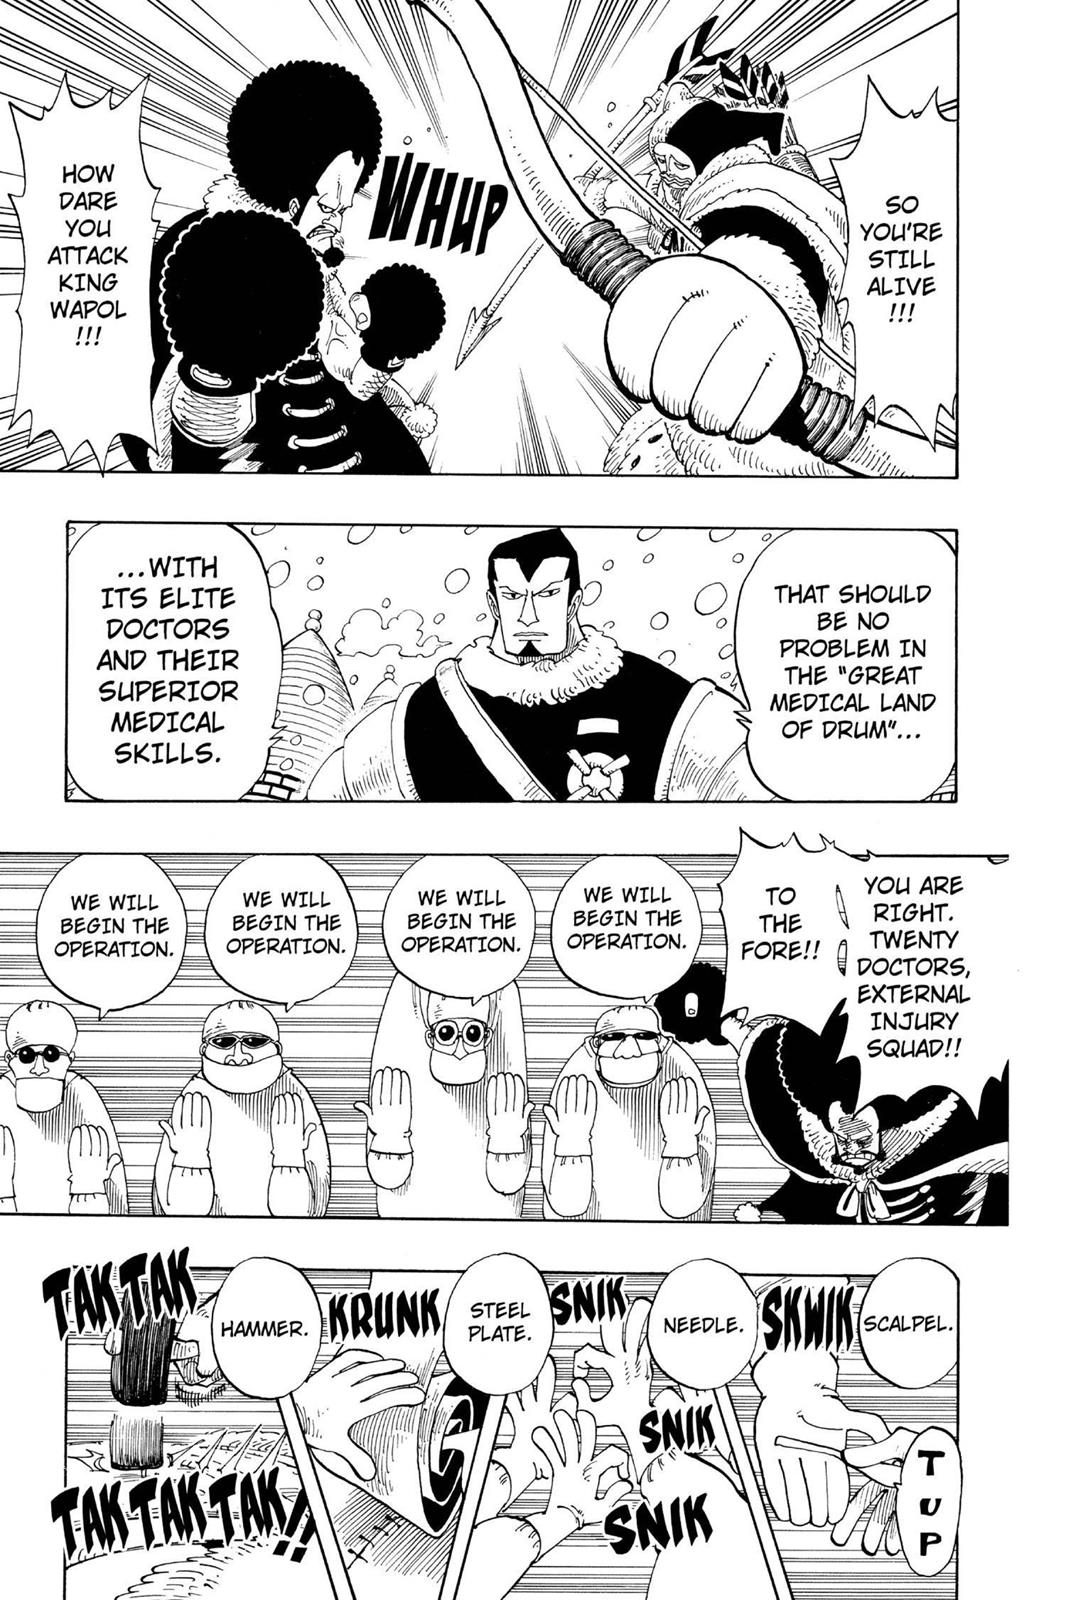 SO
YOU'RE
STILL
ALIVE
!!!
WHUP
HOW
DARE
YOU
ATTACK
KING
WAPOL
!!!
THAT SHOULD
BE NO
PROBLEM IN
THE "GREAT
MEDICAL LAND
OF DRUM"...
...WITH
ITS ELITE
DOCTORS
AND THEIR
SUPERIOR
MEDICAL
SKILLS.
YOU ARE
RIGHT.
TWENTY
DOCTORS,
EXTERNAL
INJURY
SQUAD!!
TO
THE
FORE!!
WE WILL
BEGIN THE
OPERATION.
WE WILL
BEGIN THE
OPERATION.
WE WILL
BEGIN THE
OPERATION.
WE WILL
BEGIN THE
OPERATION.
SCALPEL.
TUP
SKWIK
NEEDLE.
SNIK
SNIK
SNIK
STEEL
PLATE.
KRUNK
HAMMER.
TAK TAK
TAK TAK TAK!!